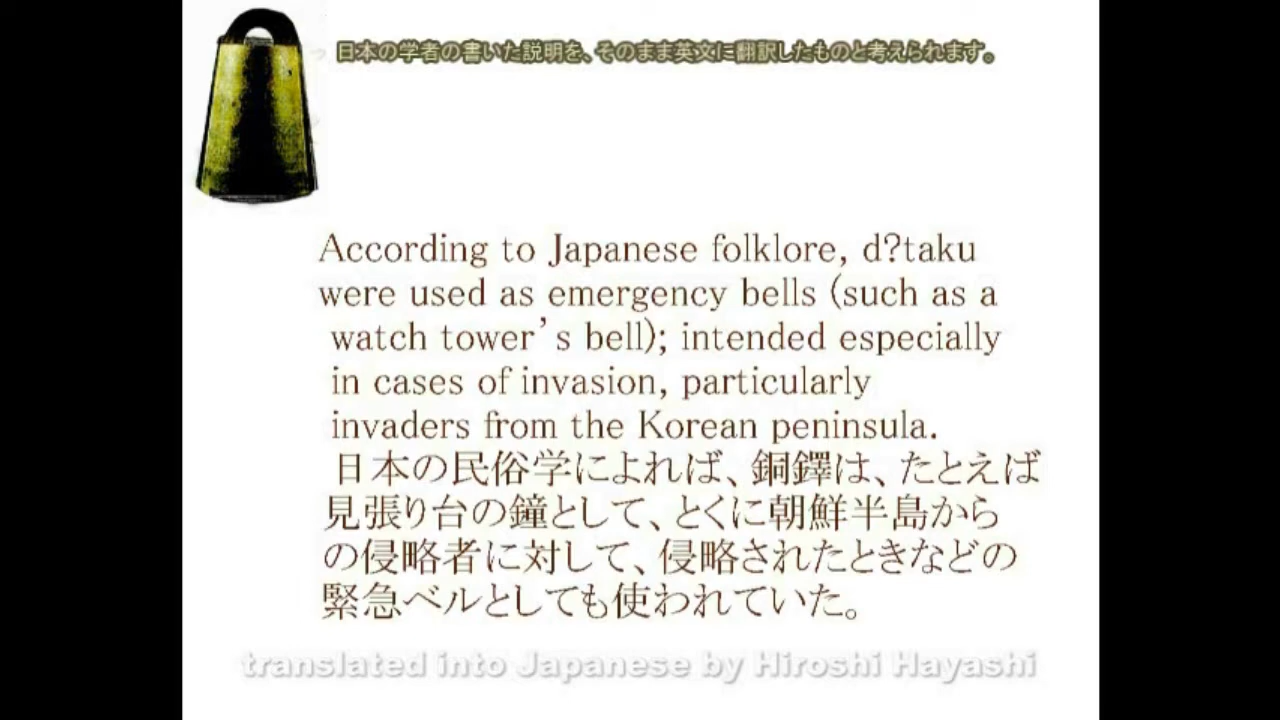 日本の学者の書いた説明を、そのまま英文に翻訳したものと考えられます。
According to Japanese folklore, d?taku
were used as emergency bells (such as a
watch tower’s bell); intended especially
in cases of invasion, particularly
invaders from the Korean peninsula.
日本の民俗学によれば、銅鐸は、たとえば
見張り台の鐘として、とくに朝鮮半島から
の侵略者に対して、侵略されたときなどの
緊急ベルとしても使われていた。
translated into Japanese by Hiroshi Hayashi